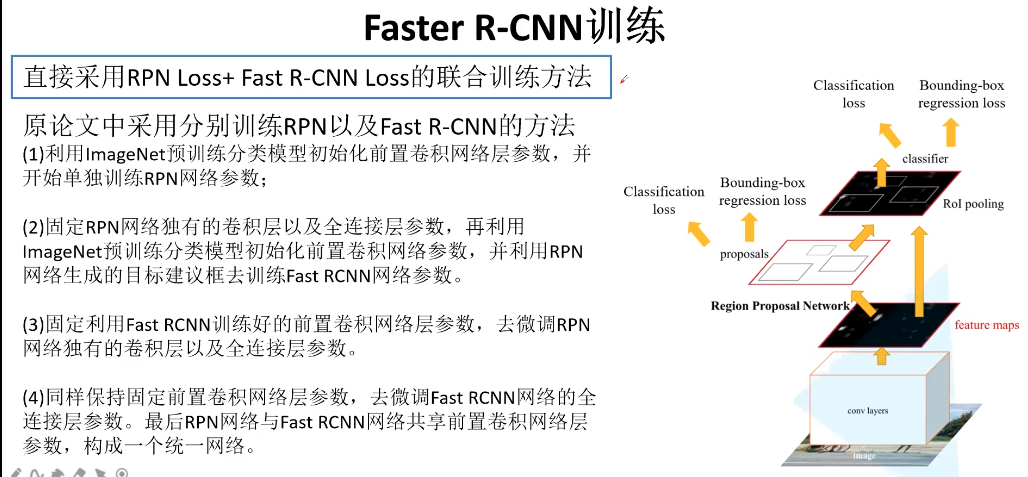 Faster R-CNN训练
直接采用RPN Loss+ Fast R-CNN Loss的联合训练方法
原论文中采用分别训练RPN以及Fast R-CNN的方法
(1)利用ImageNet预训练分类模型初始化前置卷积网络层参数，并
开始单独训练RPN网络参数；
(2)固定RPN网络独有的卷积层以及全连接层参数，再利用
ImageNet预训练分类模型初始化前置卷积网络参数，并利用RPN
网络生成的目标建议框去训练Fast RCNN网络参数。
(3)固定利用Fast RCNN训练好的前置卷积网络层参数，去微调RPN
网络独有的卷积层以及全连接层参数。
(4)同样保持固定前置卷积网络层参数，去微调Fast RCNN网络的全
连接层参数。最后RPN网络与Fast RCNN网络共享前置卷积网络层
参数，构成一个统一网络。
Classification
loss
Bounding-box
regression loss
classifier
RoI pooling
Classification
loss
Bounding-box
regression loss
proposals
Region Proposal Network
feature maps
conv layers
image